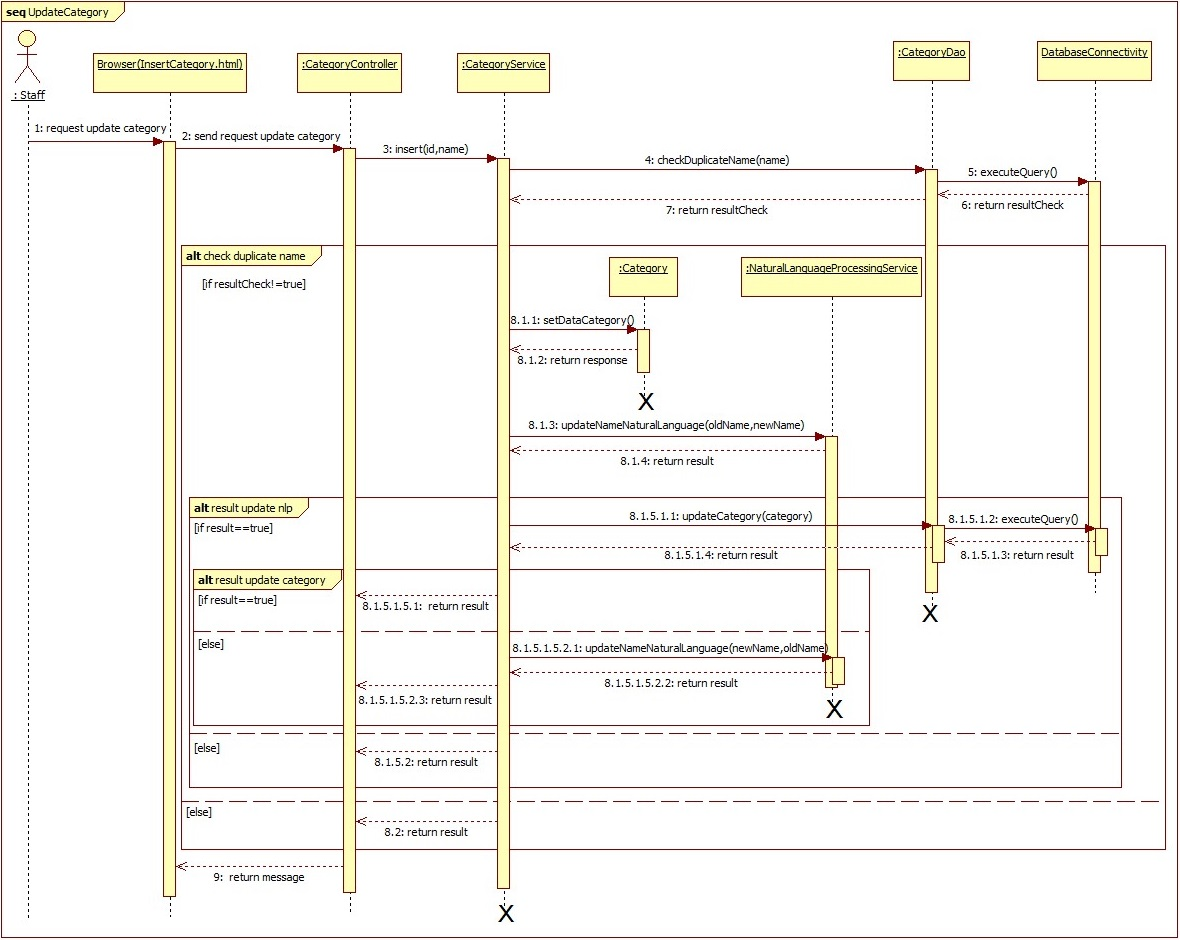 seq UpdateCategory
: Staff
Browser(InsertCategory.html)
:CategoryController
:CategoryService
:CategoryDao
DatabaseConnectivity
1: request update category
2: send request update category
3: insert(id,name)
4: checkDuplicateName(name)
5: executeQuery()
6: return resultCheck
7: return resultCheck
alt check duplicate name
[if resultCheck!=true]
:Category
:NaturalLanguageProcessingService
8.1.1: setDataCategory()
8.1.2: return response
X
8.1.3: updateNameNaturalLanguage(oldName,newName)
8.1.4: return result
alt result update nlp
[if result==true]
8.1.5.1.1: updateCategory(category)
8.1.5.1.2: executeQuery()
8.1.5.1.3: return result
8.1.5.1.4: return result
alt result update category
[if result==true]
8.1.5.1.5.1: return result
X
[else]
8.1.5.1.5.2.1: updateNameNaturalLanguage(newName,oldName)
8.1.5.1.5.2.2: return result
8.1.5.1.5.2.3: return result
X
[else]
8.1.5.2: return result
[else]
8.2: return result
9: return message
X